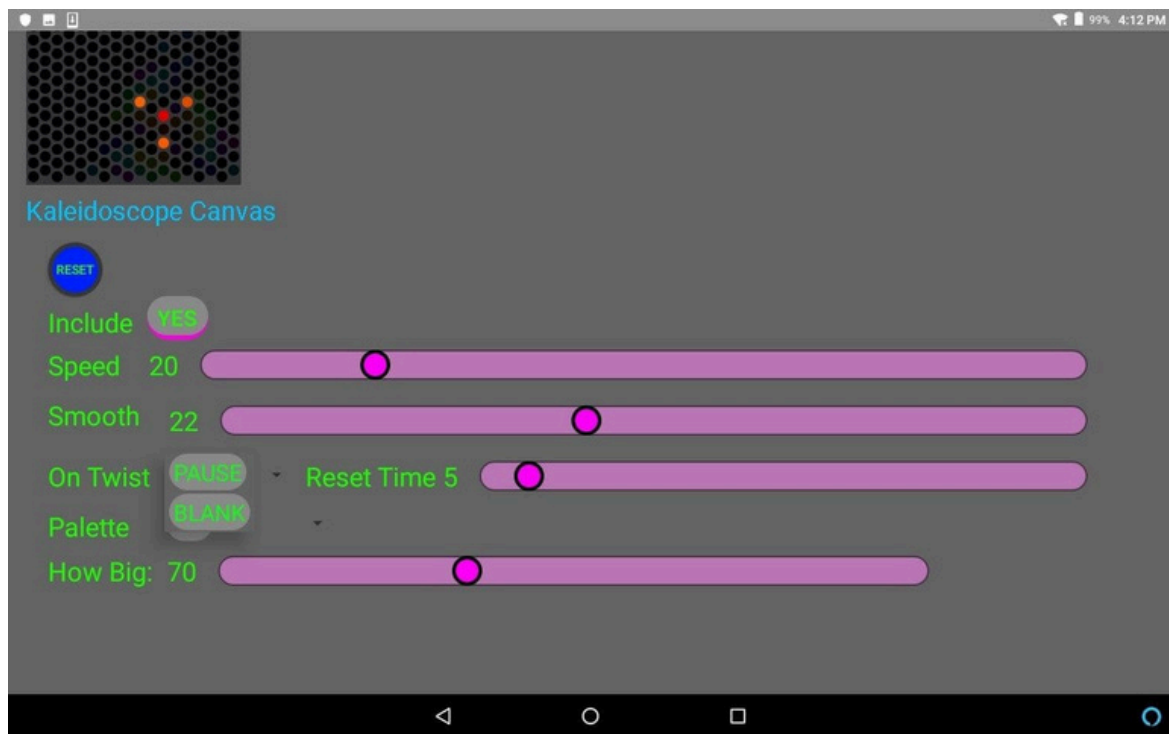 99% 4:12 PM
Kaleidoscope Canvas
RESET
Include YES
Speed 20
Smooth 22
On Twist PAUSE Reset Time 5
BLANK
Palette
How Big: 70